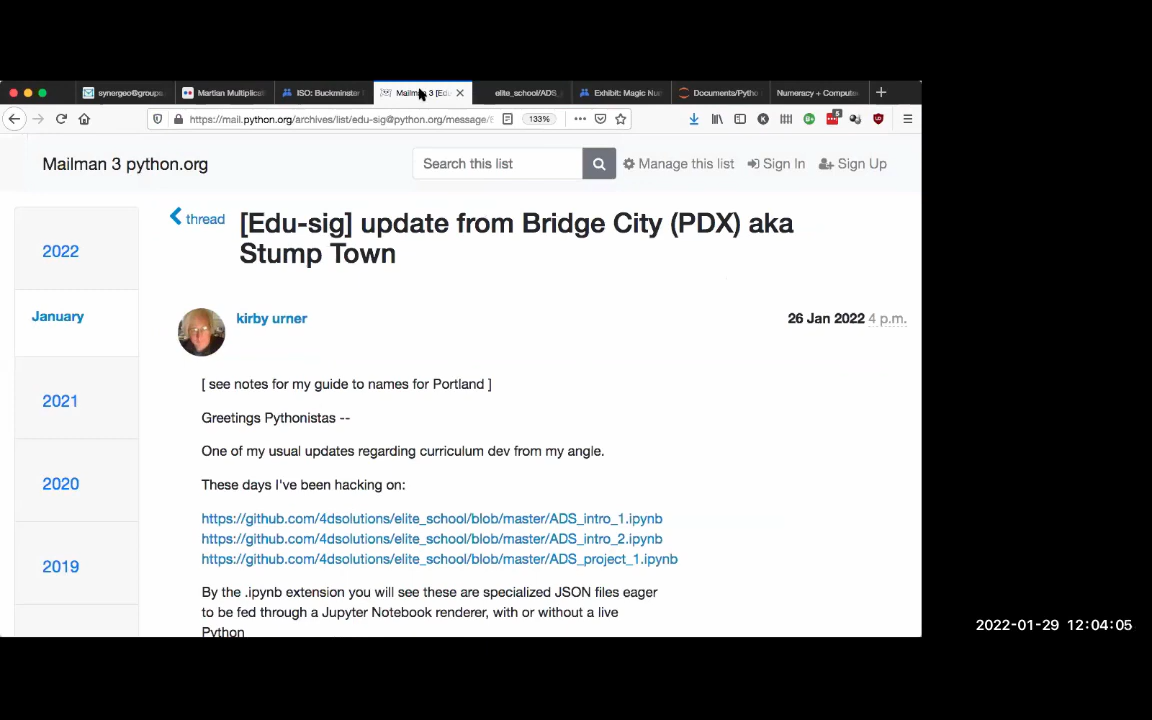 synergeo@groups.
Martian Multiplicat
ISO: Buckminster
Mailman 3 [Edu-
elite_school/ADS_
Exhibit: Magic Nu
Documents/Pytho
Numeracy + Compute
https://mail.python.org/archives/list/edu-sig@python.org/message/
133%
Mailman 3 python.org
Search this list
Manage this list
Sign In
Sign Up
2022
January
2021
2020
2019
thread
[Edu-sig] update from Bridge City (PDX) aka
Stump Town
kirby urner
26 Jan 2022 4 p.m.
[ see notes for my guide to names for Portland ]
Greetings Pythonistas --
One of my usual updates regarding curriculum dev from my angle.
These days I've been hacking on:
https://github.com/4dsolutions/elite_school/blob/master/ADS_intro_1.ipynb
https://github.com/4dsolutions/elite_school/blob/master/ADS_intro_2.ipynb
https://github.com/4dsolutions/elite_school/blob/master/ADS_project_1.ipynb
By the .ipynb extension you will see these are specialized JSON files eager
to be fed through a Jupyter Notebook renderer, with or without a live
Python
2022-01-29 12:04:05